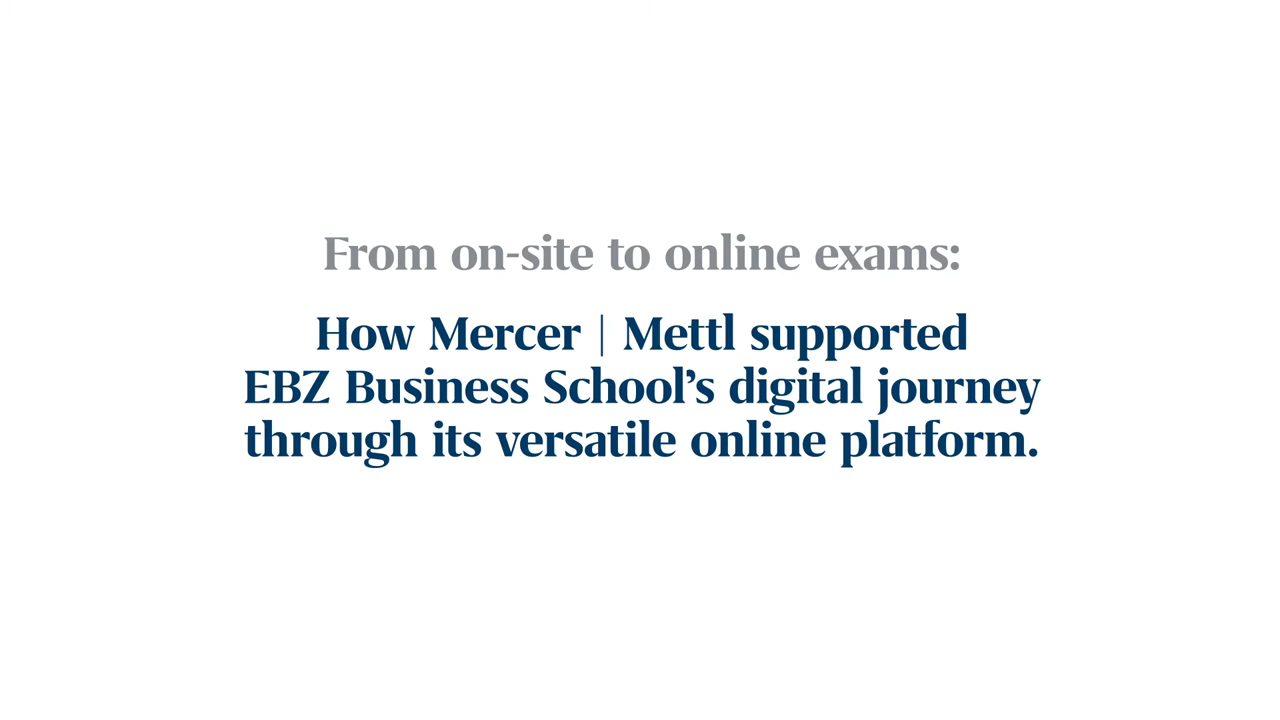 From on-site to online exams:
How Mercer | Mettl supported
EBZ Business School’s digital journey
through its versatile online platform.